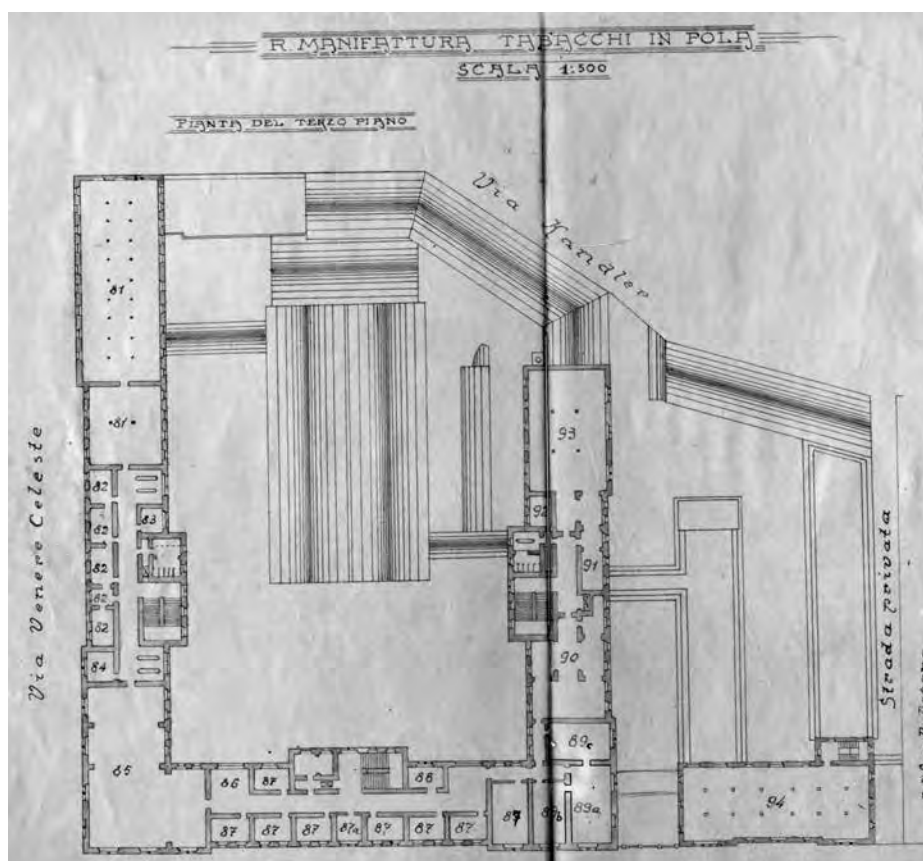 R. MANIFATTURA TABACCHI IN POLA
SCALA 1:500
PIANTA DEL TERZO PIANO
Via Kandler
Via Venere Celeste
Strada privata
81
81
82
83
82
82
82
82
84
85
86
87
88
87
87
87
87a
87
87
87
89b
89a
89c
90
91
92
93
94